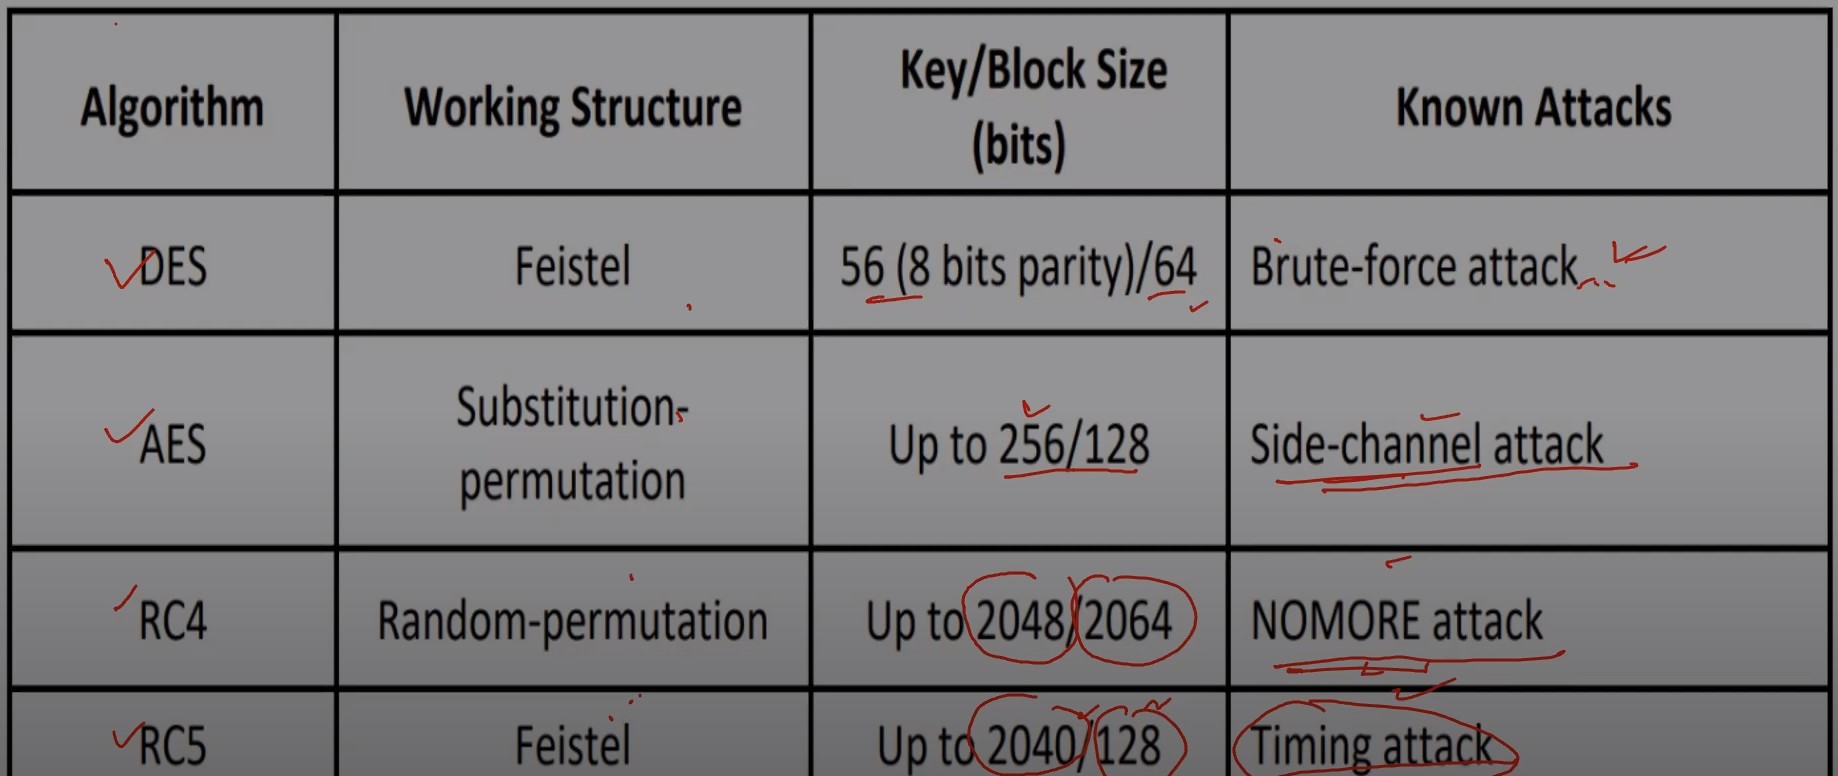 Algorithm
Working Structure
Key/Block Size
(bits)
Known Attacks
DES
Feistel
56 (8 bits parity)/64
Brute-force attack
AES
Substitution-
permutation
Up to 256/128
Side-channel attack
RC4
Random-permutation
Up to 2048/2064
NOMORE attack
RC5
Feistel
Up to 2040/128
Timing attack